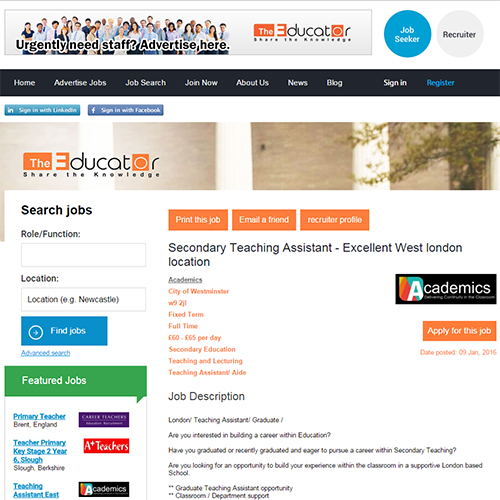 Urgently need staff? Advertise here.
The Educator
Share the Knowledge
Job
Seeker
Recruiter
Home
Advertise Jobs
Job Search
Join Now
About Us
News
Blog
Sign in
Register
in Sign in with LinkedIn
f Sign in with Facebook
The Educator
Share the Knowledge
Search jobs
Role/Function:
Location:
Location (e.g. Newcastle)
Find jobs
Advanced search
Featured Jobs
Primary Teacher
Brent, England
CAREER TEACHERS
Education Recruitment
Teacher Primary
Key Stage 2 Year
6, Slough
Slough, Berkshire
A+Teachers
Teaching
Assistant East
Academics
Print this job
Email a friend
recruiter profile
Secondary Teaching Assistant - Excellent West london
location
Academics
City of Westminster
w9 2jl
Fixed Term
Full Time
£60 - £65 per day
Secondary Education
Teaching and Lecturing
Teaching Assistant/ Aide
Academics
Delivering Continuity in the Classroom
Apply for this job
Date posted: 09 Jan, 2016
Job Description
London/ Teaching Assistant/ Graduate /
Are you interested in building a career within Education?
Have you graduated or recently graduated and eager to pursue a career within Secondary Teaching?
Are you looking for an opportunity to build your experience within the classroom in a supportive London based
School.
** Graduate Teaching Assistant opportunity
** Classroom / Department support